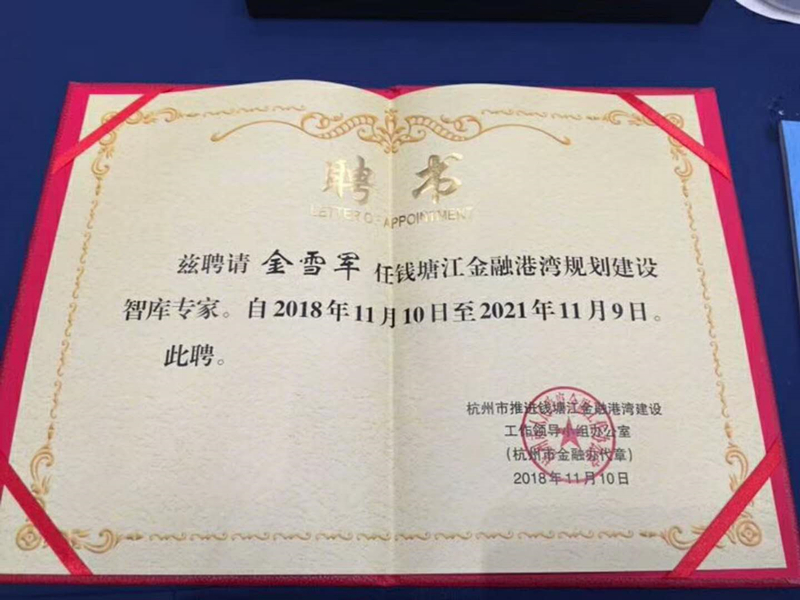 聘书
LETTER OF APPOINTMENT
兹聘请 金雪军 任钱塘江金融港湾规划建设
智库专家。自2018年11月10日至2021年11月9日。
此聘。
杭州市推进钱塘江金融港湾建设
工作领导小组办公室
(杭州市金融办代章)
2018年11月10日